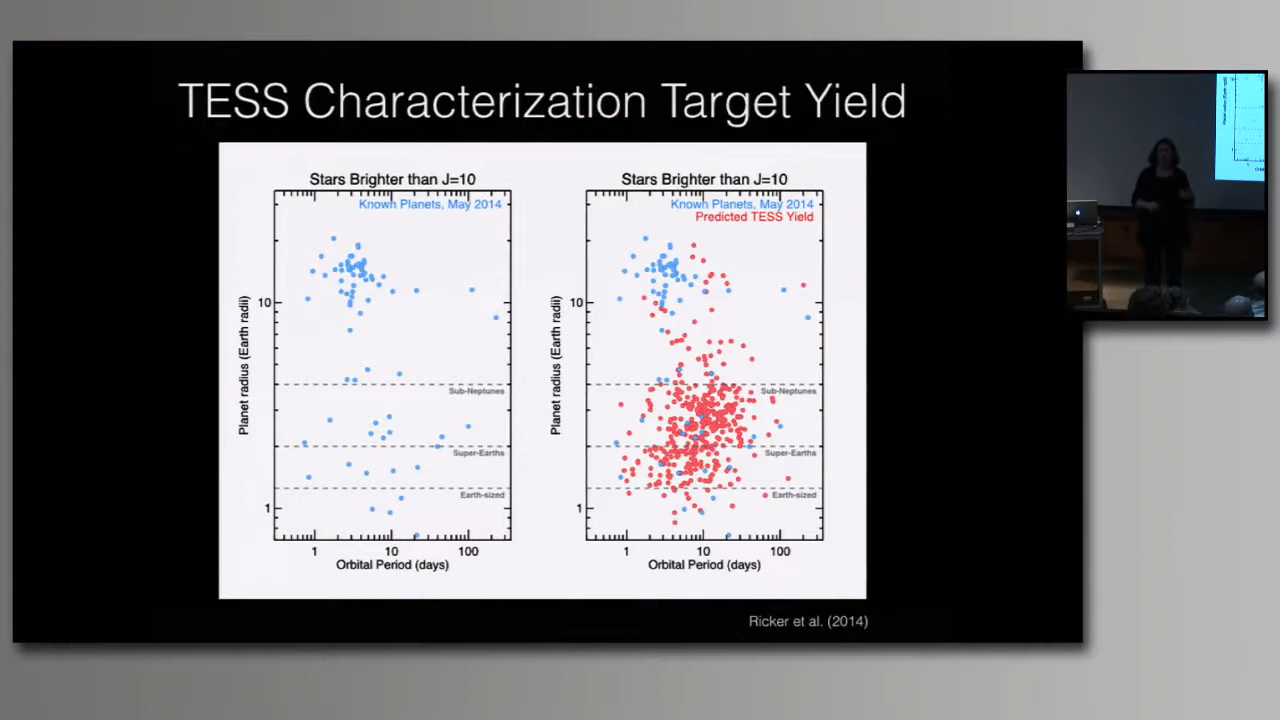 TESS Characterization Target Yield
Stars Brighter than J=10
Known Planets, May 2014
10
1
Planet radius (Earth radii)
Sub-Neptunes
Super-Earths
Earth-sized
1 10 100
Orbital Period (days)
Stars Brighter than J=10
Known Planets, May 2014
Predicted TESS Yield
10
1
Planet radius (Earth radii)
Sub-Neptunes
Super-Earths
Earth-sized
1 10 100
Orbital Period (days)
Ricker et al. (2014)